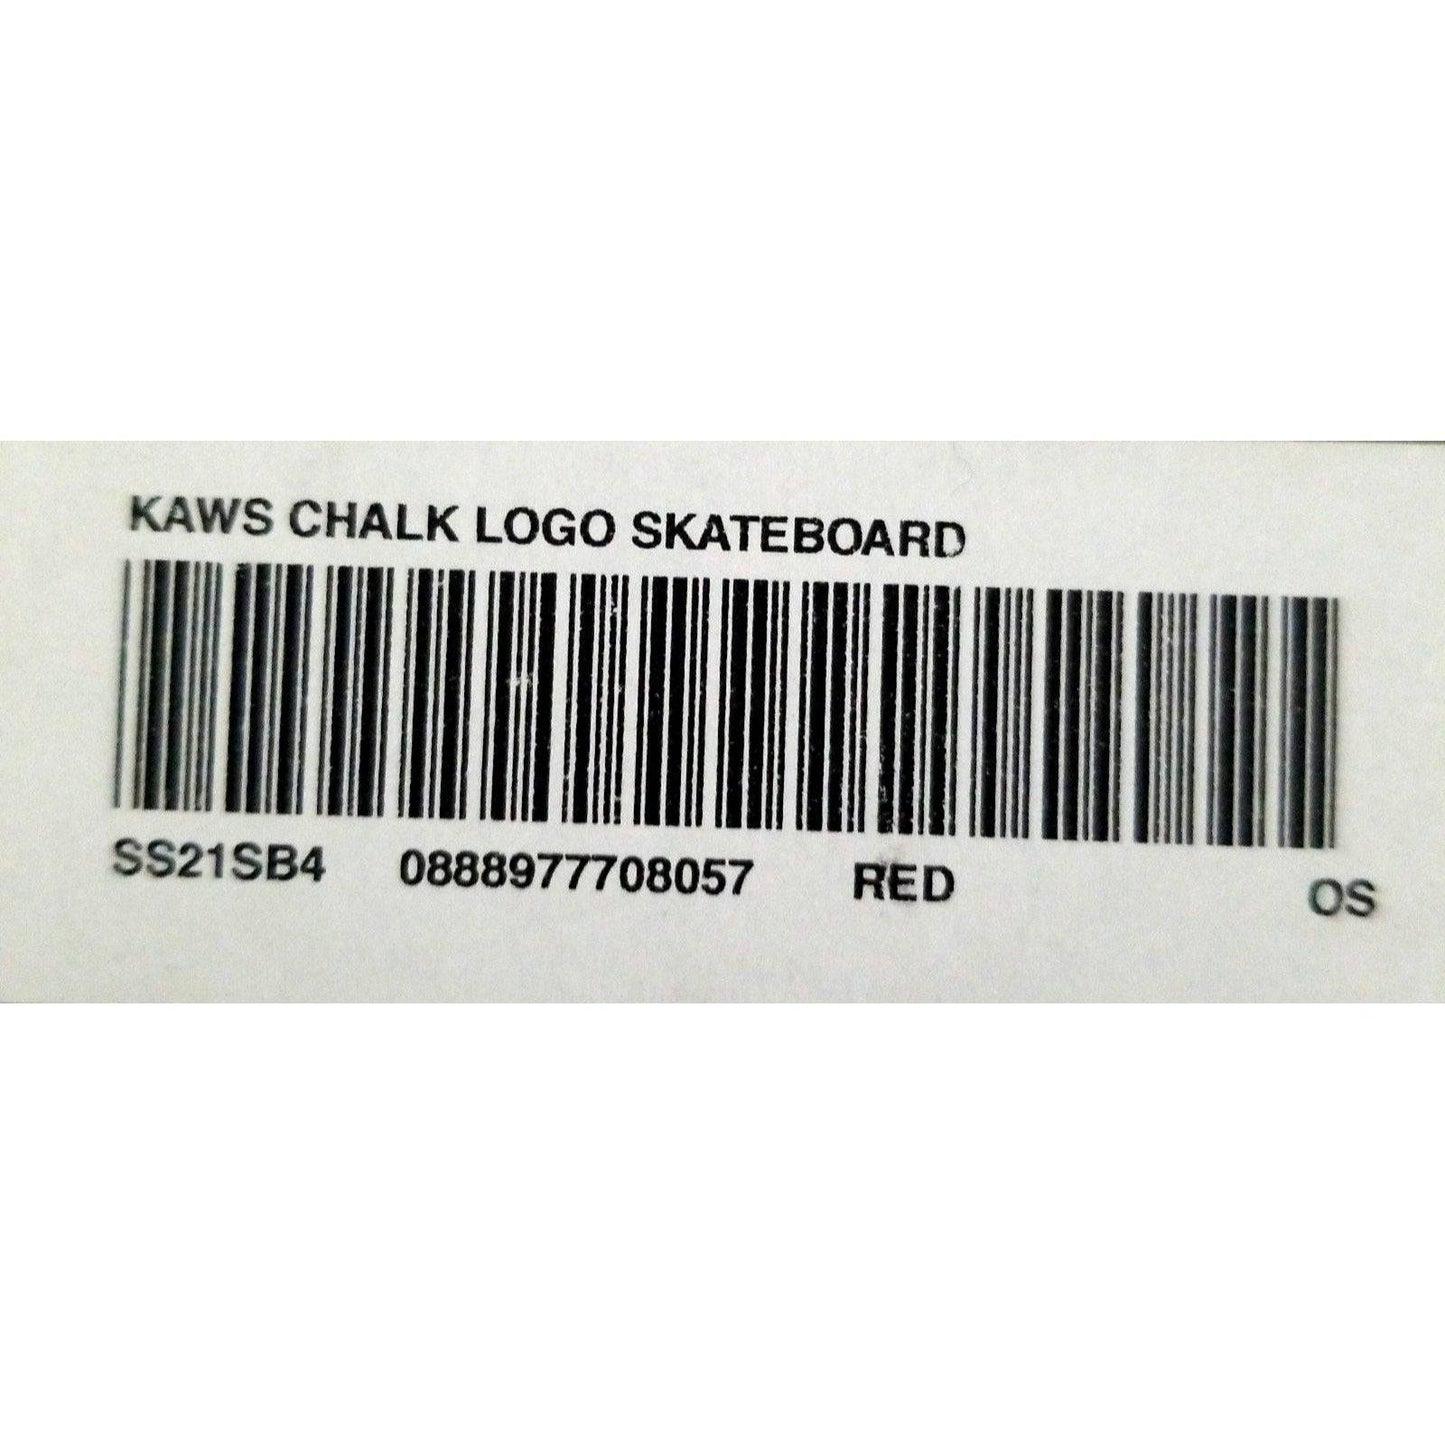 KAWS CHALK LOGO SKATEBOARD
SS21SB4 0888977708057 RED OS